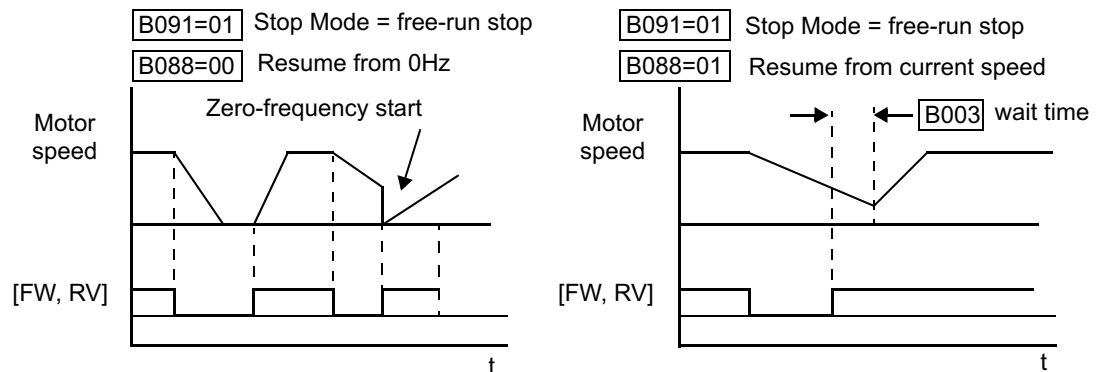 B091=01 Stop Mode = free-run stop
B088=00 Resume from 0Hz
Zero-frequency start
Motor
speed
[FW, RV]
t
B091=01 Stop Mode = free-run stop
B088=01 Resume from current speed
B003 wait time
Motor
speed
[FW, RV]
t